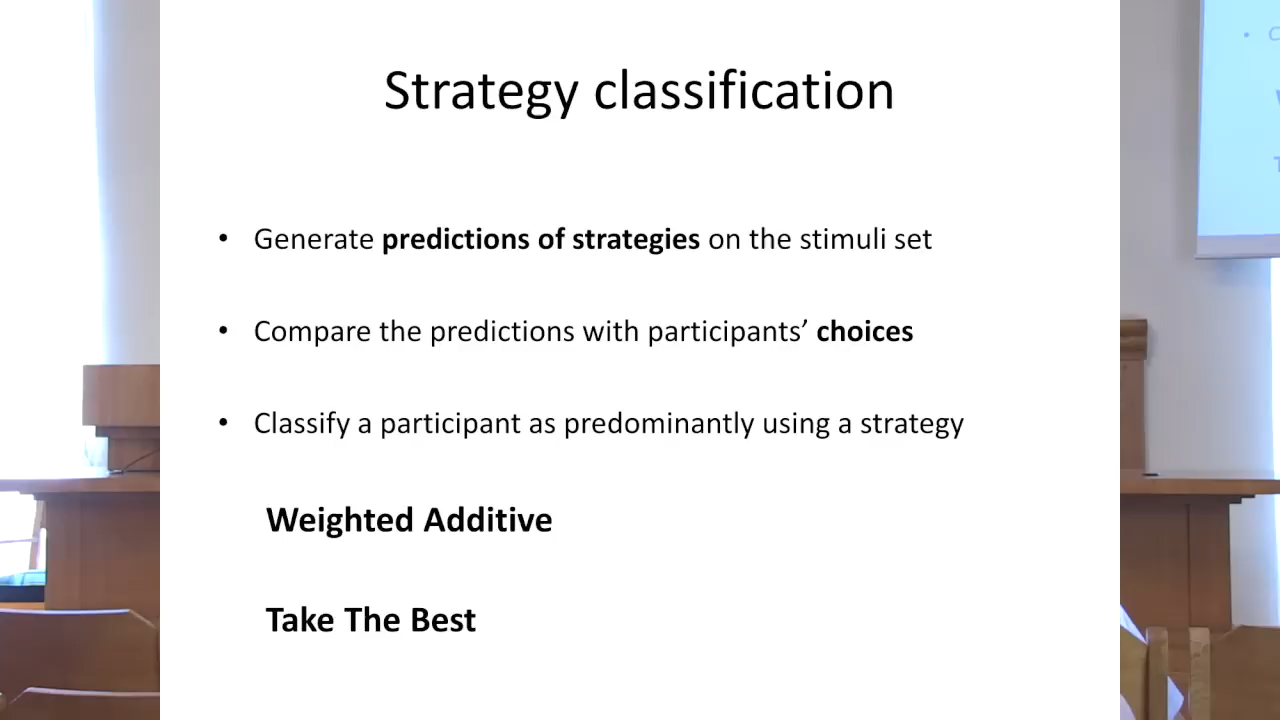 Strategy classification
• Generate predictions of strategies on the stimuli set
• Compare the predictions with participants’ choices
• Classify a participant as predominantly using a strategy
Weighted Additive
Take The Best